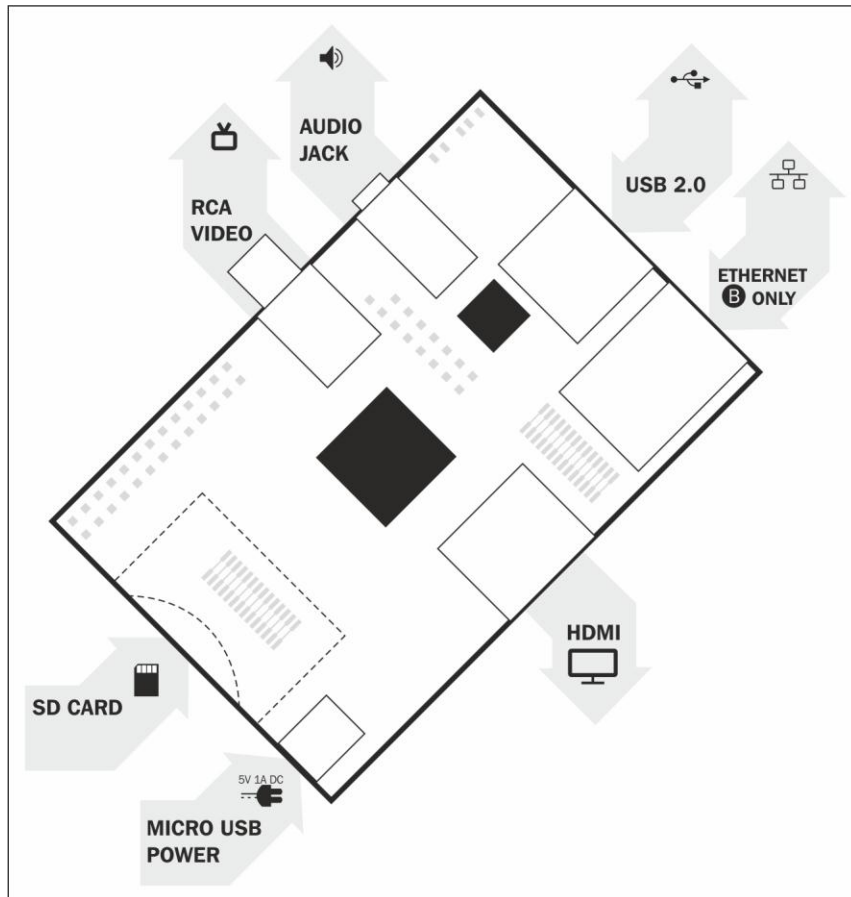 AUDIO
JACK
RCA
VIDEO
USB 2.0
ETHERNET
B ONLY
HDMI
SD CARD
5V 1A DC
MICRO USB
POWER